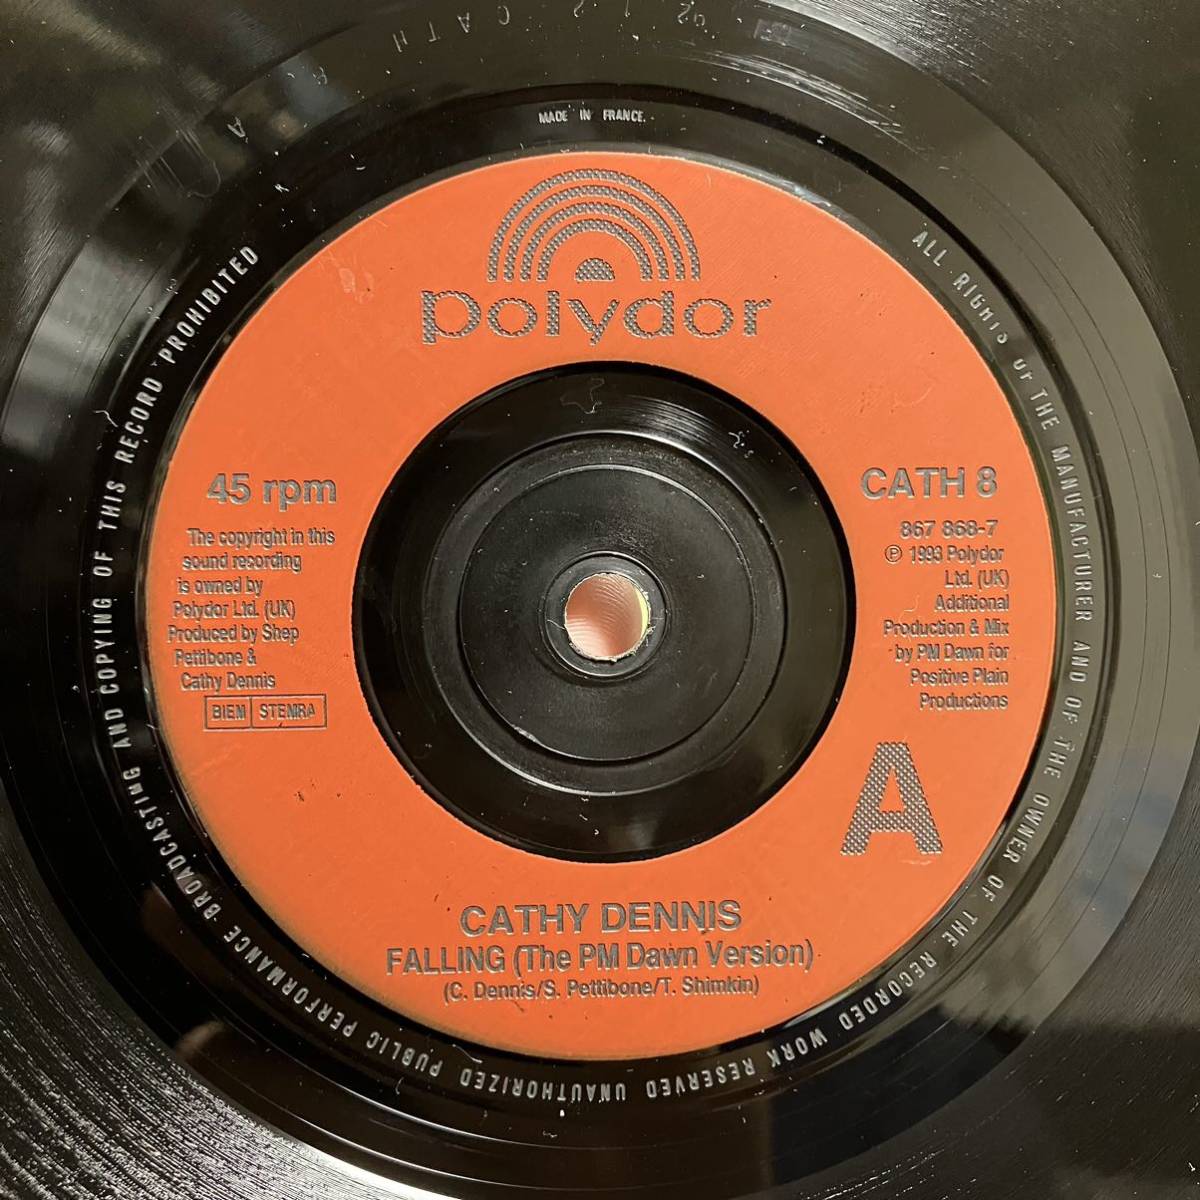 MADE IN FRANCE.
polydor
45 rpm
The copyright in this
sound recording
is owned by
Polydor Ltd. (UK)
Produced by Shep
Pettibone &
Cathy Dennis
BIEM STEMRA
CATH 8
867 868-7
Ⓟ 1993 Polydor
Ltd. (UK)
Additional
Production & Mix
by PM Dawn for
Positive Plain
Productions
A
CATHY DENNIS
FALLING (The PM Dawn Version)
(C. Dennis/S. Pettibone/T. Shimkin)
ALL RIGHTS OF THE MANUFACTURER AND OF THE OWNER OF THE RECORDED WORK RESERVED UNAUTHORIZED PUBLIC PERFORMANCE BROADCASTING AND COPYING OF THIS RECORD PROHIBITED
CATH